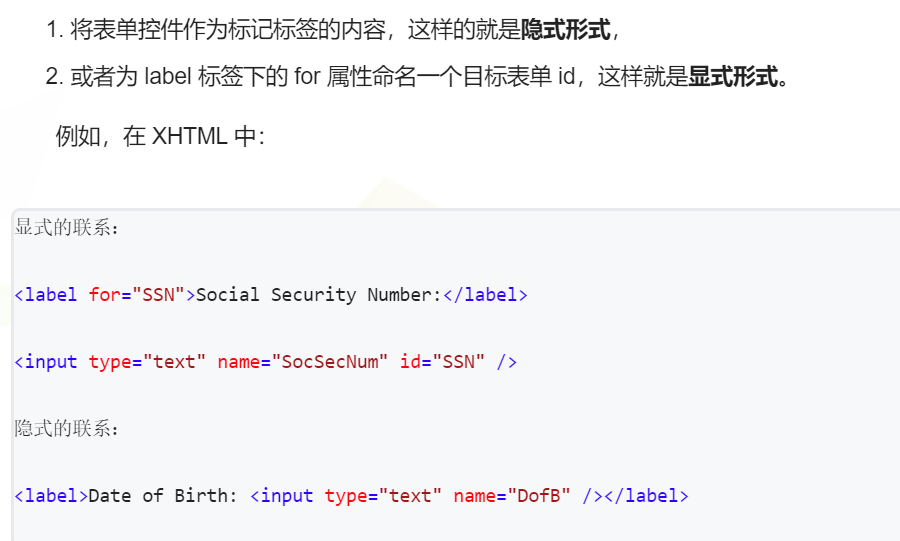 1. 将表单控件作为标记标签的内容，这样的就是隐式形式，
2. 或者为 label 标签下的 for 属性命名一个目标表单 id，这样就是显式形式。
例如，在 XHTML 中：
显式的联系：
<label for="SSN">Social Security Number:</label>
<input type="text" name="SocSecNum" id="SSN" />
隐式的联系：
<label>Date of Birth: <input type="text" name="DofB" /></label>